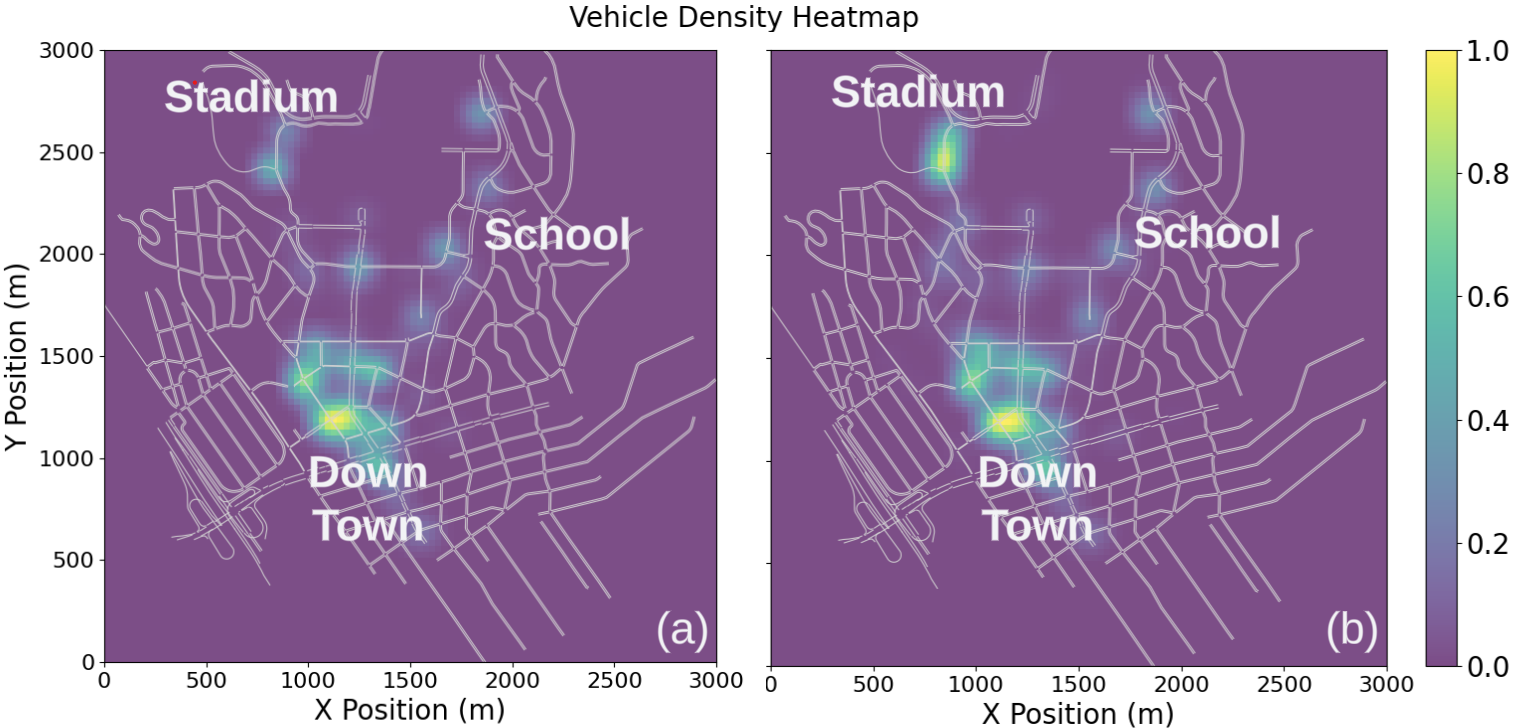 Vehicle Density Heatmap
3000
2500
2000
1500
1000
500
0
Y Position (m)
Stadium
School
Down
Town
(a)
0 500 1000 1500 2000 2500 3000
X Position (m)
Stadium
School
Down
Town
(b)
0 500 1000 1500 2000 2500 3000
X Position (m)
1.0
0.8
0.6
0.4
0.2
0.0